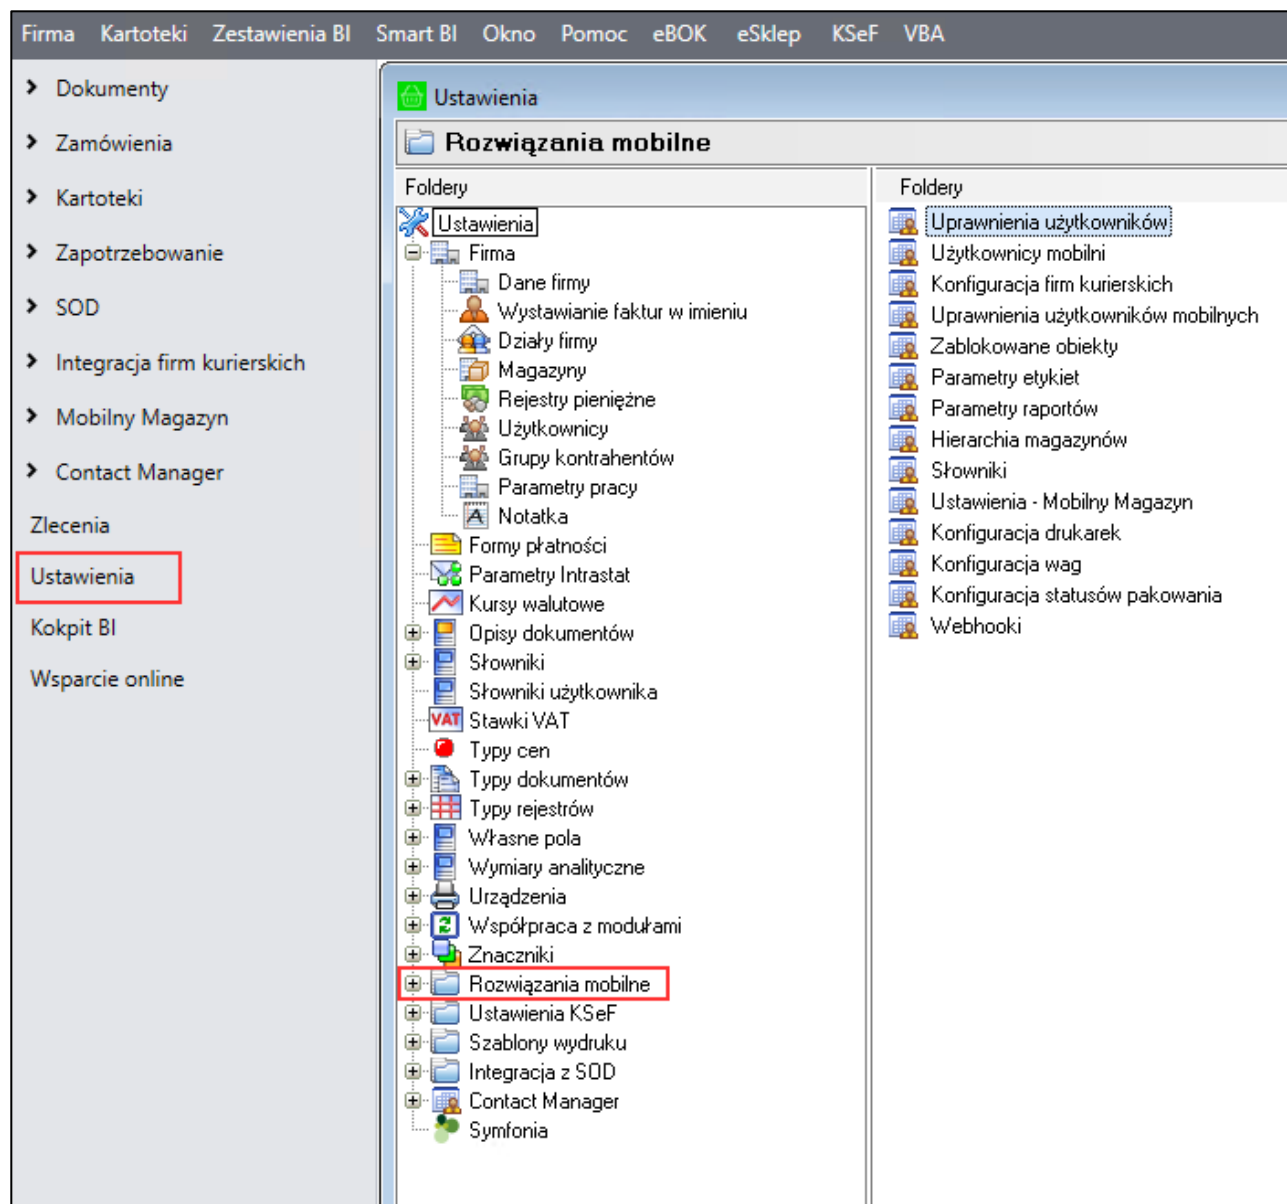 Firma Kartoteki Zestawienia BI Smart BI Okno Pomoc eBOK eSklep KSeF VBA
Dokumenty
Zamówienia
Kartoteki
Zapotrzebowanie
SOD
Integracja firm kurierskich
Mobilny Magazyn
Contact Manager
Zlecenia
Ustawienia
Kokpit BI
Wsparcie online
Ustawienia
Rozwiązania mobilne
Foldery
Ustawienia
Firma
Dane firmy
Wystawianie faktur w imieniu
Działy firmy
Magazyny
Rejestry pieniężne
Użytkownicy
Grupy kontrahentów
Parametry pracy
Notatka
Formy płatności
Parametry Intrastat
Kursy walutowe
Opisy dokumentów
Słowniki
Słowniki użytkownika
VAT Stawki VAT
Typy cen
Typy dokumentów
Typy rejestrów
Własne pola
Wymiary analityczne
Urządzenia
Współpraca z modułami
Znaczniki
Rozwiązania mobilne
Ustawienia KSeF
Szablony wydruku
Integracja z SOD
Contact Manager
Symfonia
Foldery
Uprawnienia użytkowników
Użytkownicy mobilni
Konfiguracja firm kurierskich
Uprawnienia użytkowników mobilnych
Zablokowane obiekty
Parametry etykiet
Parametry raportów
Hierarchia magazynów
Słowniki
Ustawienia - Mobilny Magazyn
Konfiguracja drukarek
Konfiguracja wag
Konfiguracja statusów pakowania
Webhooki